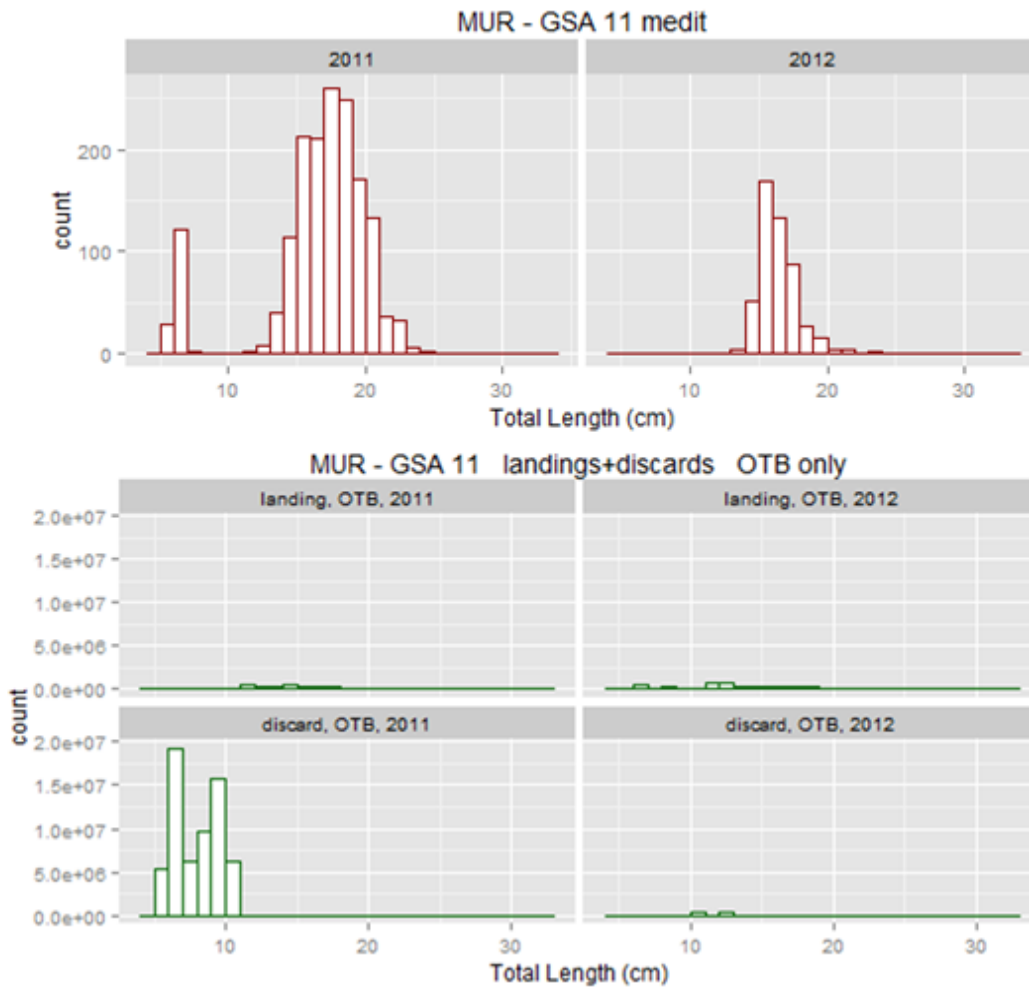 MUR - GSA 11 medit
2011 2012
200
100
0
count
10 20 30 10 20 30
Total Length (cm)
MUR - GSA 11 landings+discards OTB only
landing, OTB, 2011 landing, OTB, 2012
2.0e+07
1.5e+07
1.0e+07
5.0e+06
0.0e+00
count
discard, OTB, 2011 discard, OTB, 2012
2.0e+07
1.5e+07
1.0e+07
5.0e+06
0.0e+00
10 20 30 10 20 30
Total Length (cm)